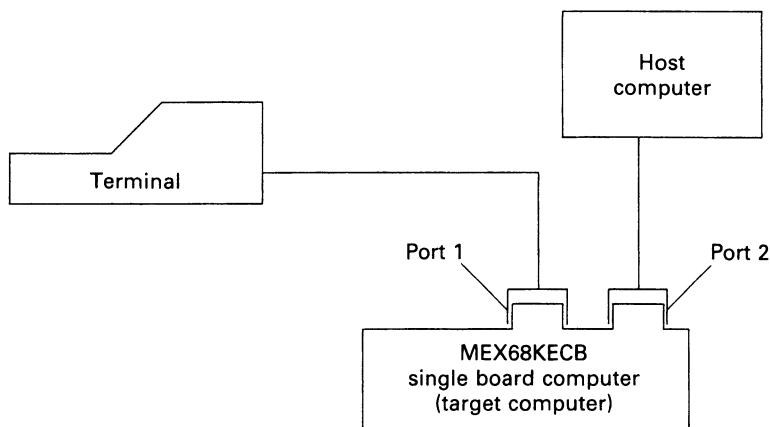 Host
computer
Terminal
Port 1
Port 2
MEX68KECB
single board computer
(target computer)